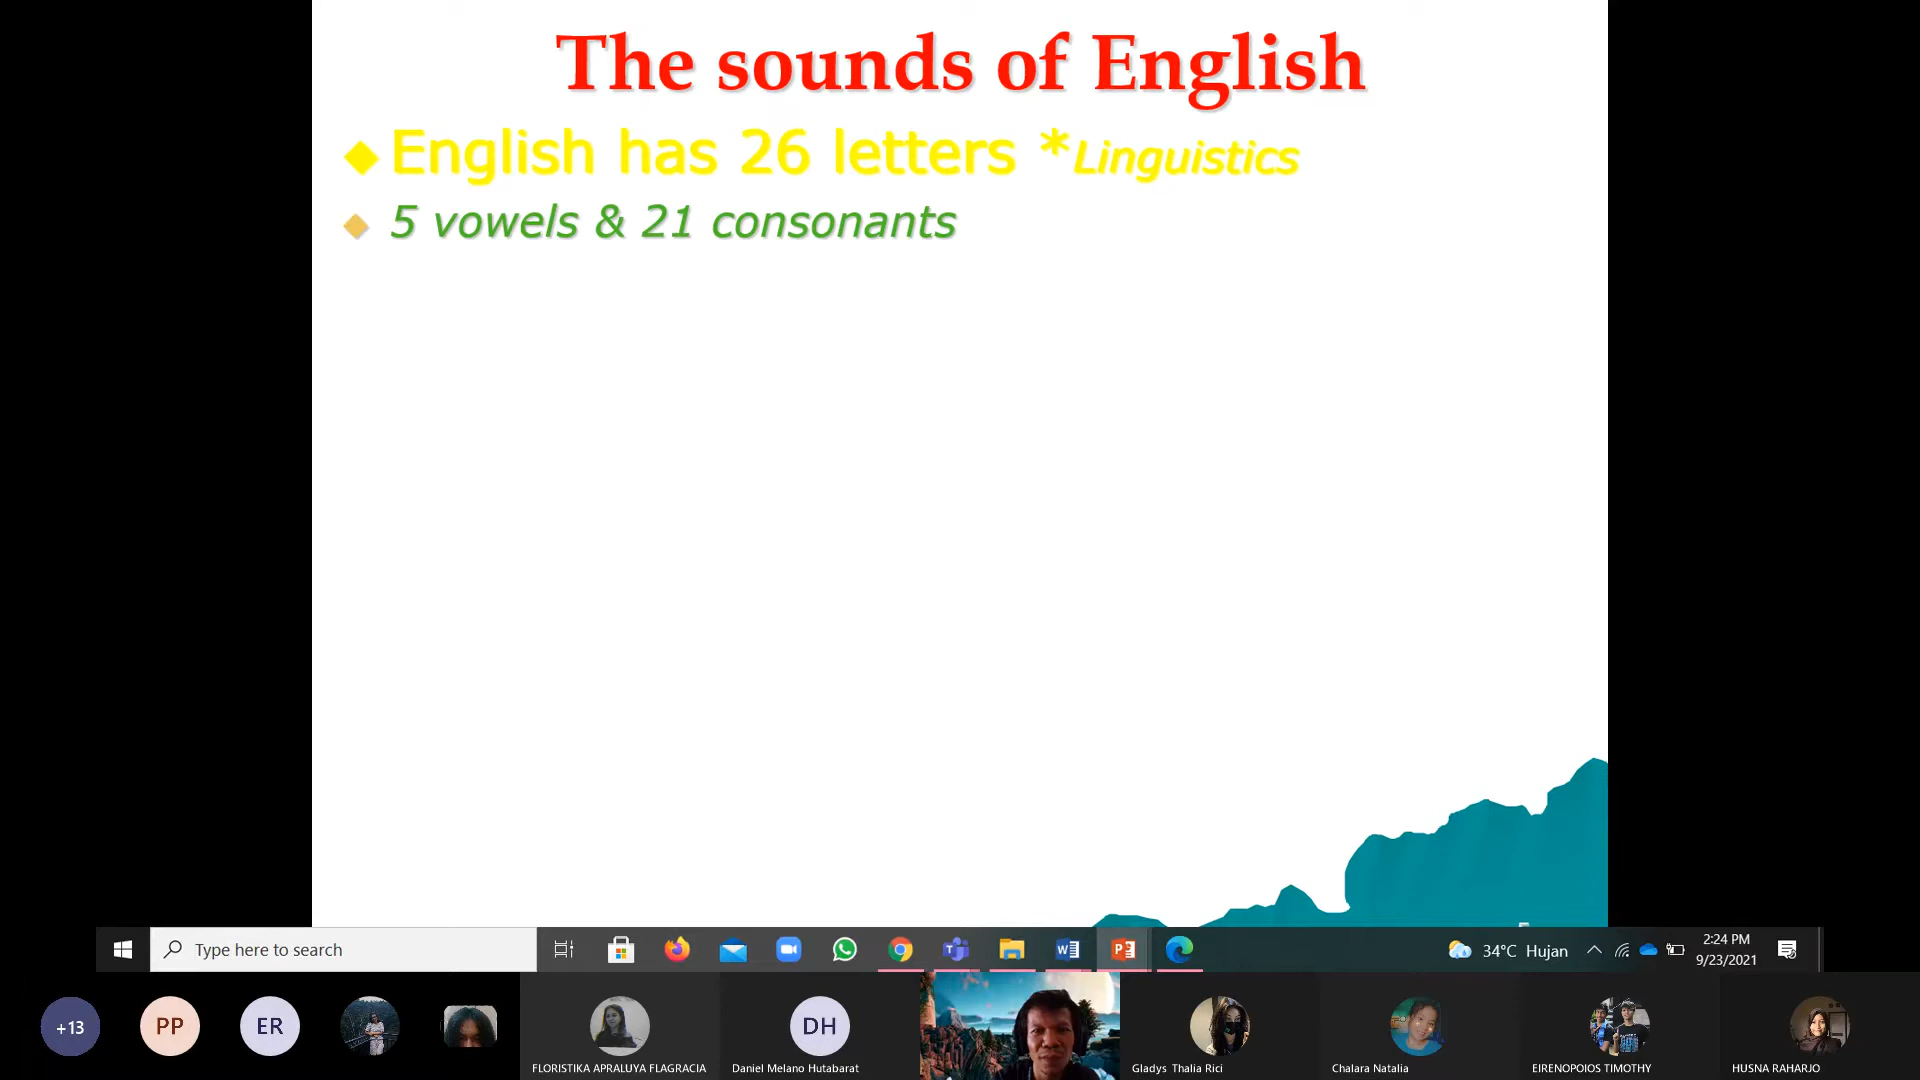 The sounds of English
English has 26 letters *Linguistics
5 vowels & 21 consonants
Type here to search
34°C Hujan
2:24 PM
9/23/2021
+13
PP
ER
DH
FLORISTIKA APRALUYA FLAGRACIA
Daniel Melano Hutabarat
Gladys Thalia Rici
Chalara Natalia
EIRENOPOIOS TIMOTHY
HUSNA RAHARJO